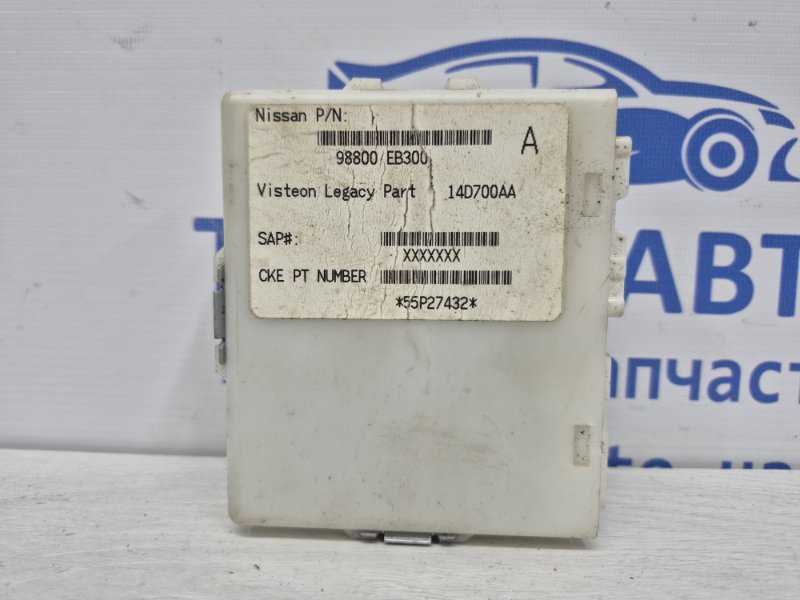 Nissan P/N:
A
98800 EB300
Visteon Legacy Part 14D700AA
SAP#:
XXXXXXX
CKE PT NUMBER
*55P27432*
АВТ
пчаст